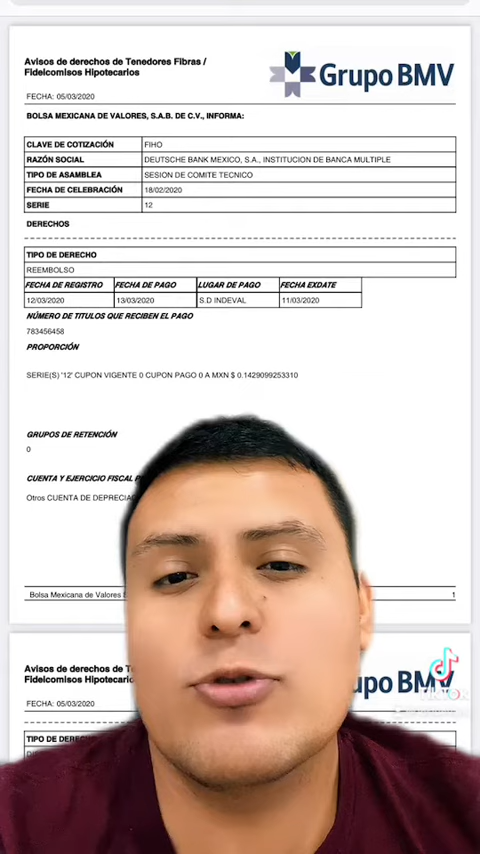 Avisos de derechos de Tenedores Fibras /
Fideicomisos Hipotecarios
Grupo BMV
FECHA: 05/03/2020
BOLSA MEXICANA DE VALORES, S.A.B. DE C.V., INFORMA:
CLAVE DE COTIZACIÓN FIHO
RAZÓN SOCIAL DEUTSCHE BANK MEXICO, S.A., INSTITUCION DE BANCA MULTIPLE
TIPO DE ASAMBLEA SESION DE COMITE TECNICO
FECHA DE CELEBRACIÓN 18/02/2020
SERIE 12
DERECHOS
TIPO DE DERECHO
REEMBOLSO
FECHA DE REGISTRO FECHA DE PAGO LUGAR DE PAGO FECHA EXDATE
12/03/2020 13/03/2020 S.D INDEVAL 11/03/2020
NÚMERO DE TITULOS QUE RECIBEN EL PAGO
783456458
PROPORCIÓN
SERIE(S) '12' CUPON VIGENTE 0 CUPON PAGO 0 A MXN $ 0.1429099253310
GRUPOS DE RETENCIÓN
0
CUENTA Y EJERCICIO FISCAL P
Otros CUENTA DE DEPRECIAC
Bolsa Mexicana de Valores 1
Avisos de derechos de T
Fideicomisos Hipotecario
upo BMV
FECHA: 05/03/2020
TIPO DE DEREC